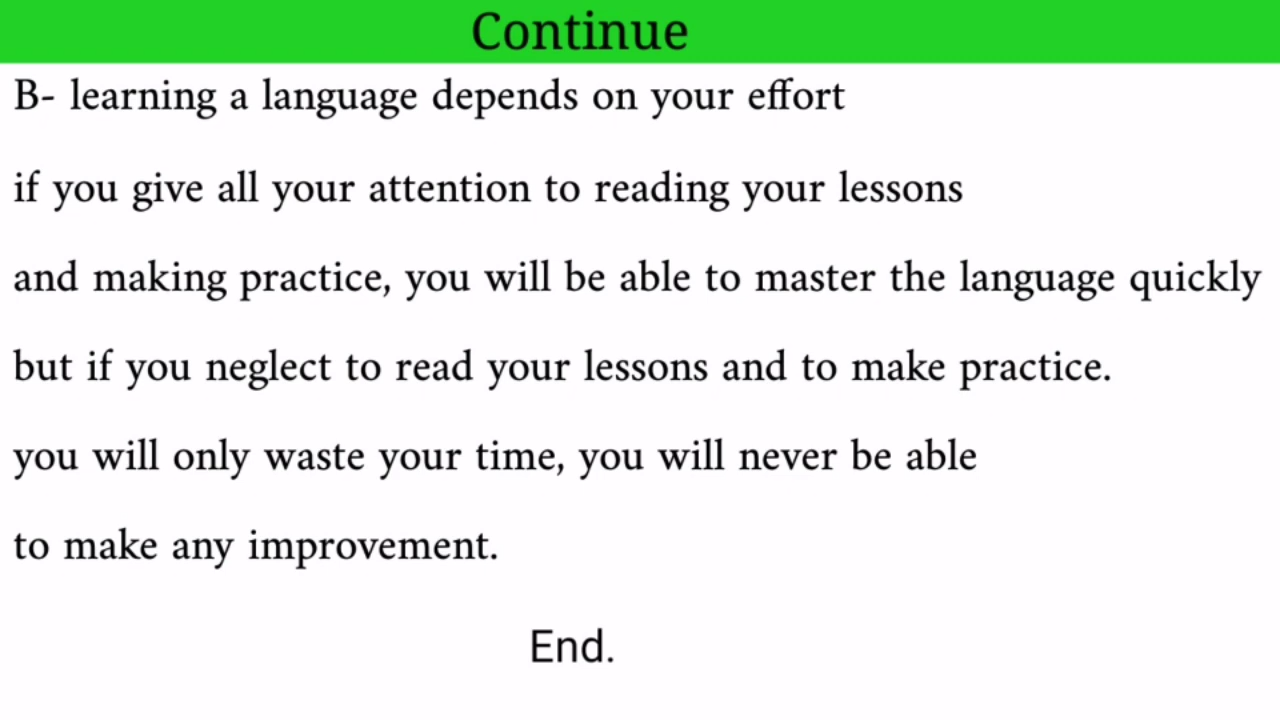 Continue
B- learning a language depends on your effort
if you give all your attention to reading your lessons
and making practice, you will be able to master the language quickly
but if you neglect to read your lessons and to make practice.
you will only waste your time, you will never be able
to make any improvement.
End.